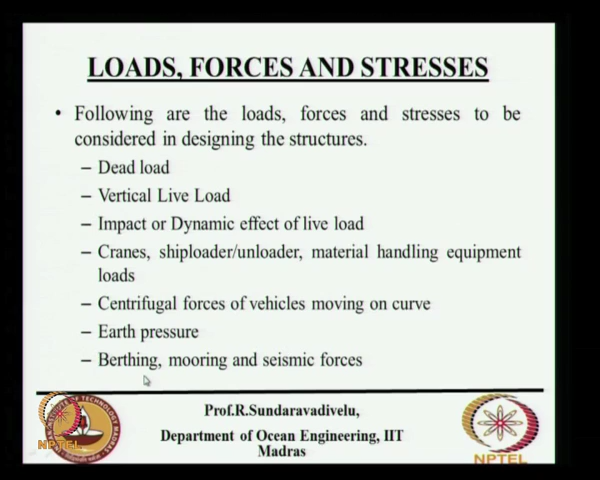 LOADS, FORCES AND STRESSES
• Following are the loads, forces and stresses to be
considered in designing the structures.
– Dead load
– Vertical Live Load
– Impact or Dynamic effect of live load
– Cranes, shiploader/unloader, material handling equipment
loads
– Centrifugal forces of vehicles moving on curve
– Earth pressure
– Berthing, mooring and seismic forces
Prof.R.Sundaravadivelu,
Department of Ocean Engineering, IIT
Madras
NPTEL
NPTEL